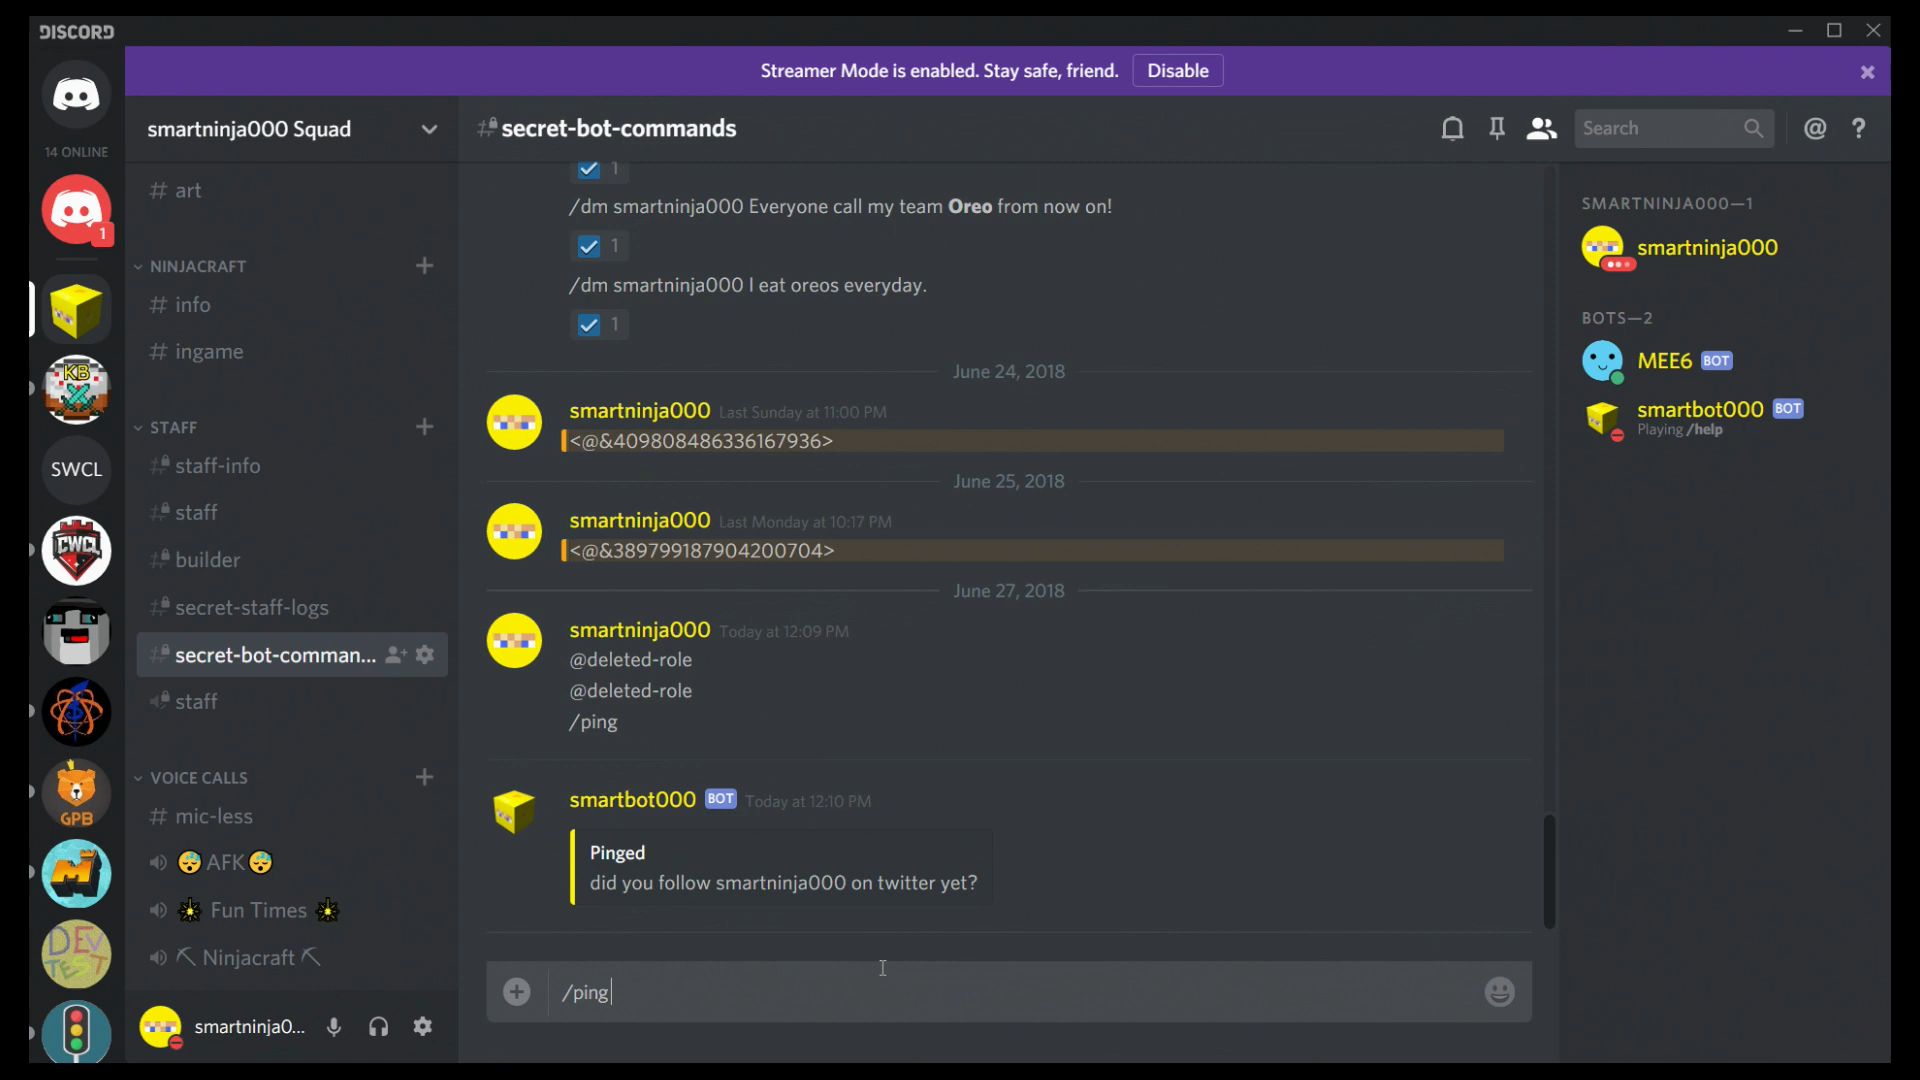 DISCORD
Streamer Mode is enabled. Stay safe, friend.
Disable
14 ONLINE
1
KB
SWCL
CWCL
GPB
DEV
TEST
smartninja000 Squad
# art
NINJACRAFT
# info
# ingame
STAFF
# staff-info
# staff
# builder
# secret-staff-logs
# secret-bot-comman...
staff
VOICE CALLS
# mic-less
😴 AFK 😴
Fun Times
⛏ Ninjacraft ⛏
smartninja0...
# secret-bot-commands
Search
@ ?
1
/dm smartninja000 Everyone call my team Oreo from now on!
1
/dm smartninja000 I eat oreos everyday.
1
June 24, 2018
smartninja000 Last Sunday at 11:00 PM
<@&409808486336167936>
June 25, 2018
smartninja000 Last Monday at 10:17 PM
<@&389799187904200704>
June 27, 2018
smartninja000 Today at 12:09 PM
@deleted-role
@deleted-role
/ping
smartbot000 BOT Today at 12:10 PM
Pinged
did you follow smartninja000 on twitter yet?
/ping
SMARTNINJA000—1
smartninja000
BOTS—2
MEE6 BOT
smartbot000 BOT
Playing /help